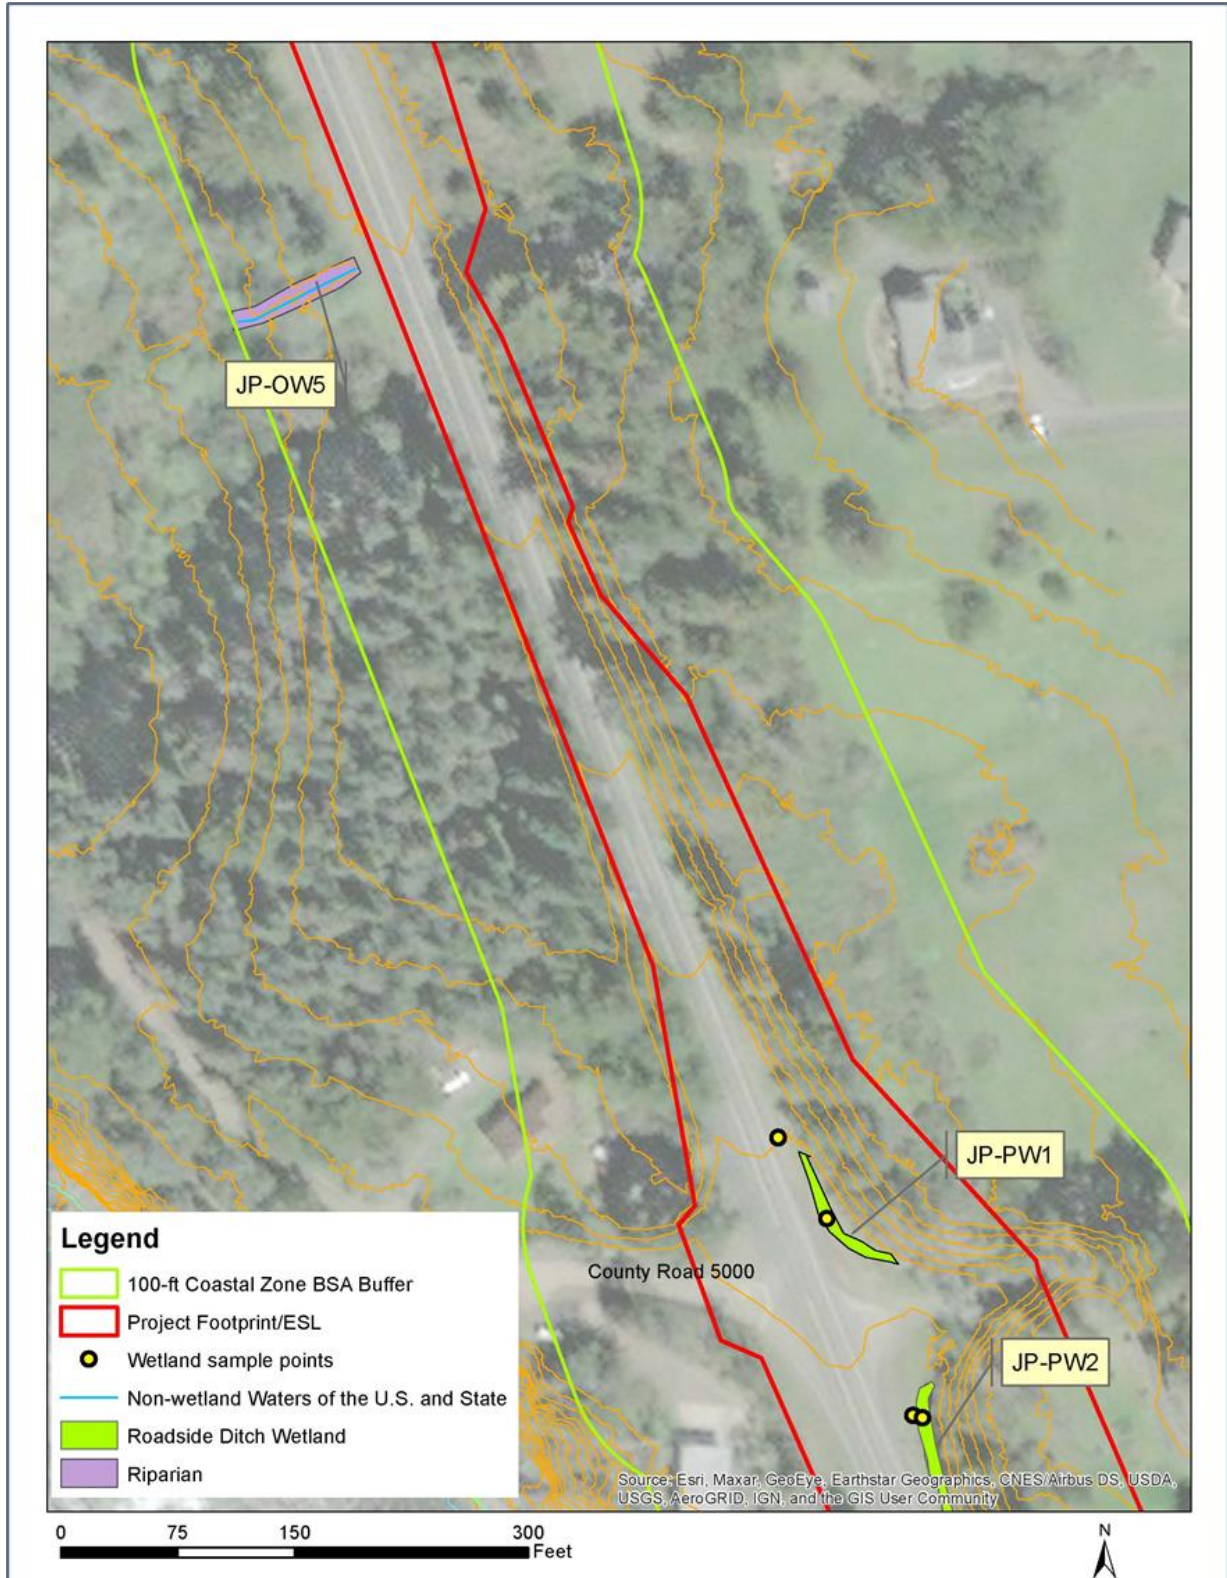 JP-OW5
JP-PW1
County Road 5000
JP-PW2
Legend
100-ft Coastal Zone BSA Buffer
Project Footprint/ESL
Wetland sample points
Non-wetland Waters of the U.S. and State
Roadside Ditch Wetland
Riparian
Source: Esri, Maxar, GeoEye, Earthstar Geographics, CNES/Airbus DS, USDA,
USGS, AeroGRID, IGN, and the GIS User Community
0 75 150 300
Feet
N